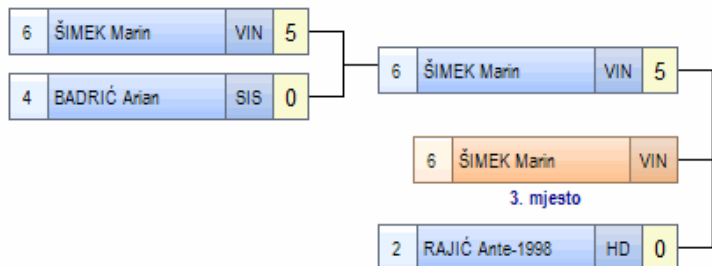 6 ŠIMEK Marin VIN 5
4 BADRIĆ Arian SIS 0
6 ŠIMEK Marin VIN 5
6 ŠIMEK Marin VIN
3. mjesto
2 RAJIĆ Ante-1998 HD 0